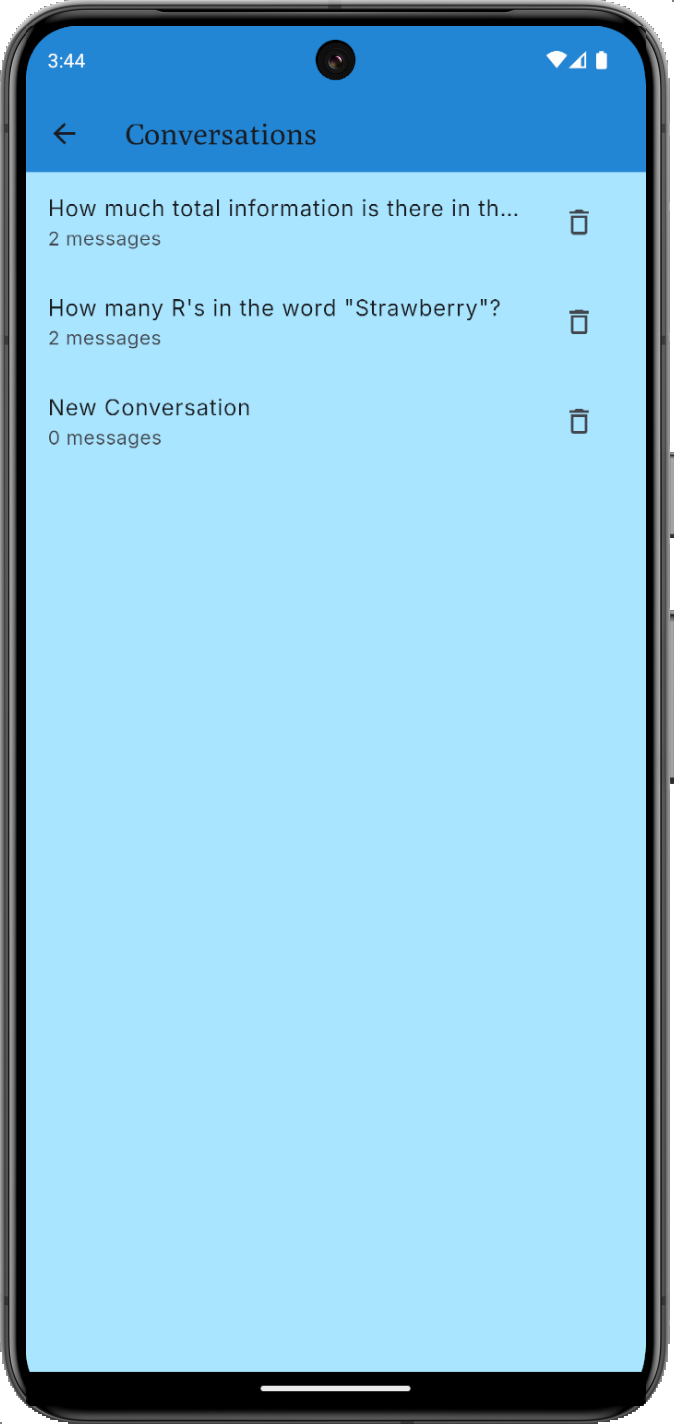 3:44
Conversations
How much total information is there in th...
2 messages
How many R's in the word "Strawberry"?
2 messages
New Conversation
0 messages